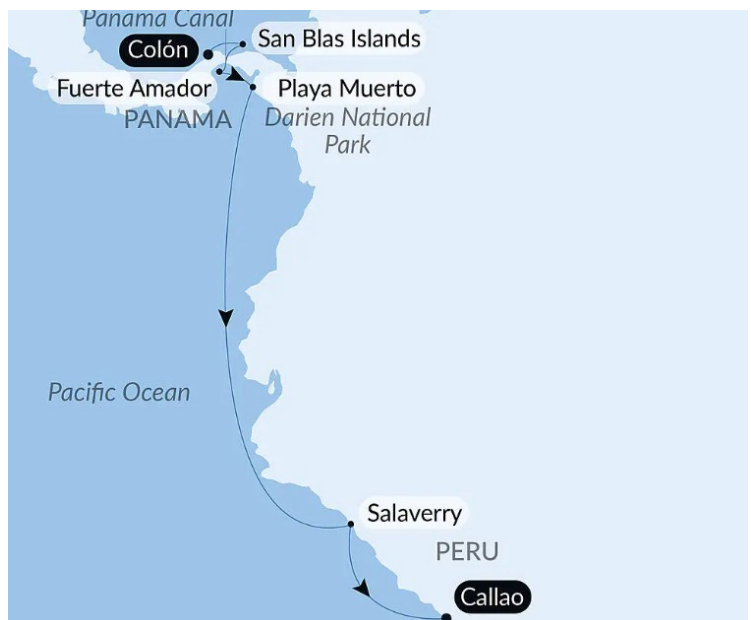 Panama Canal
Colón
San Blas Islands
Fuerte Amador
Playa Muerto
PANAMA
Darien National
Park
Pacific Ocean
Salaverry
PERU
Callao